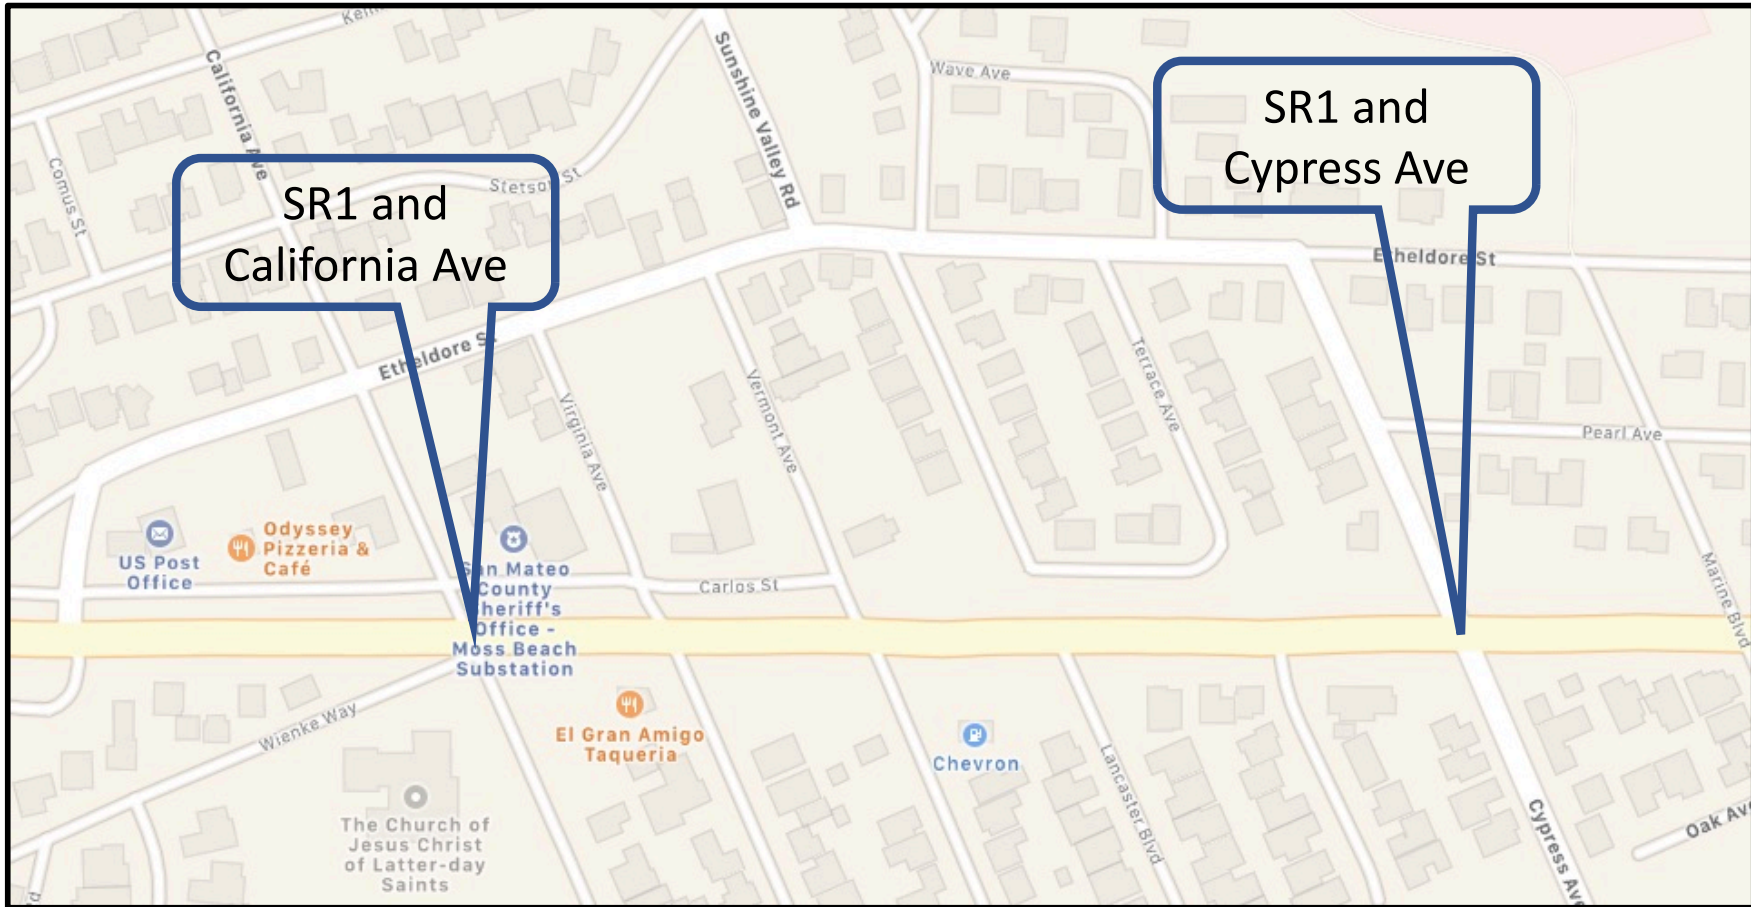 California Ave
Sunshine Valley Rd
Wave Ave
SR1 and
Cypress Ave
Comus St
Stetson St
SR1 and
California Ave
Etheldore St
Etheldore St
Virginia Ave
Vermont Ave
Terrace Ave
Pearl Ave
Marine Blvd
US Post
Office
Odyssey
Pizzeria &
Café
San Mateo
County
Sheriff's
Office -
Moss Beach
Substation
Carlos St
Wienke Way
El Gran Amigo
Taqueria
Chevron
Lancaster Blvd
Cypress Ave
Oak Ave
The Church of
Jesus Christ
of Latter-day
Saints